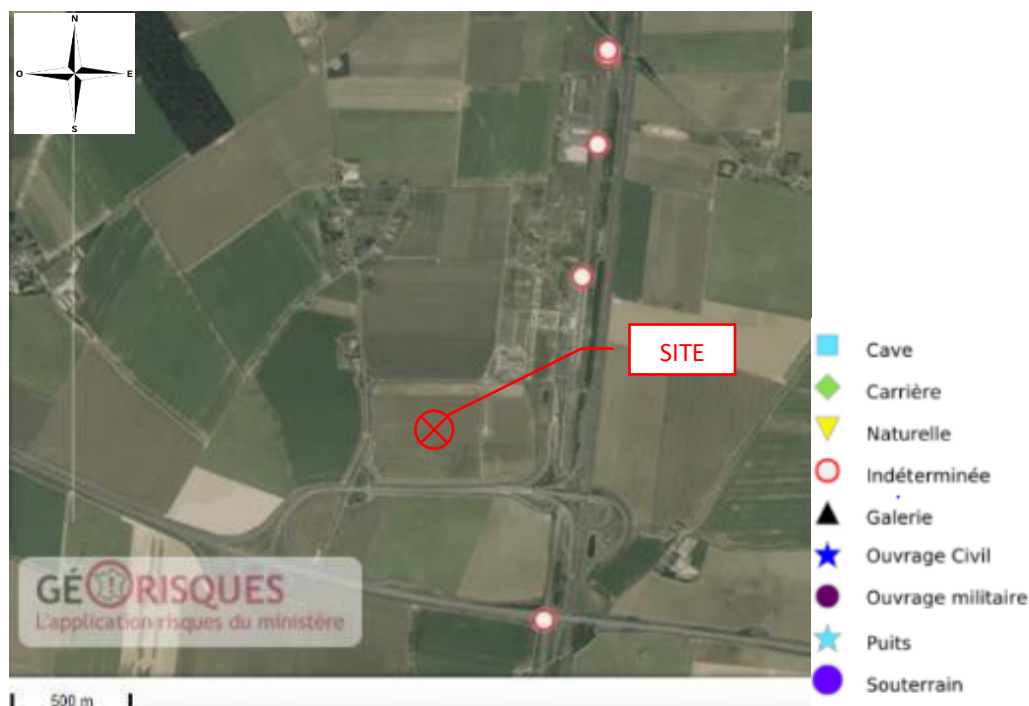 N
O
E
S
SITE
Cave
Carrière
Naturelle
Indéterminée
Galerie
Ouvrage Civil
Ouvrage militaire
Puits
Souterrain
GÉORISQUES
L'application risques du ministère
500 m